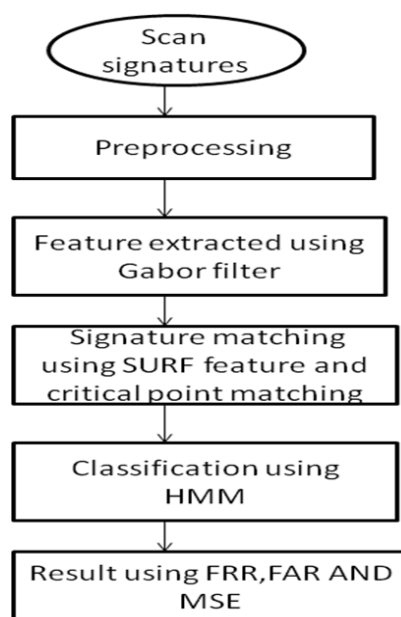 Scan
signatures
Preprocessing
Feature extracted using
Gabor filter
Signature matching
using SURF feature and
critical point matching
Classification using
HMM
Result using FRR,FAR AND
MSE